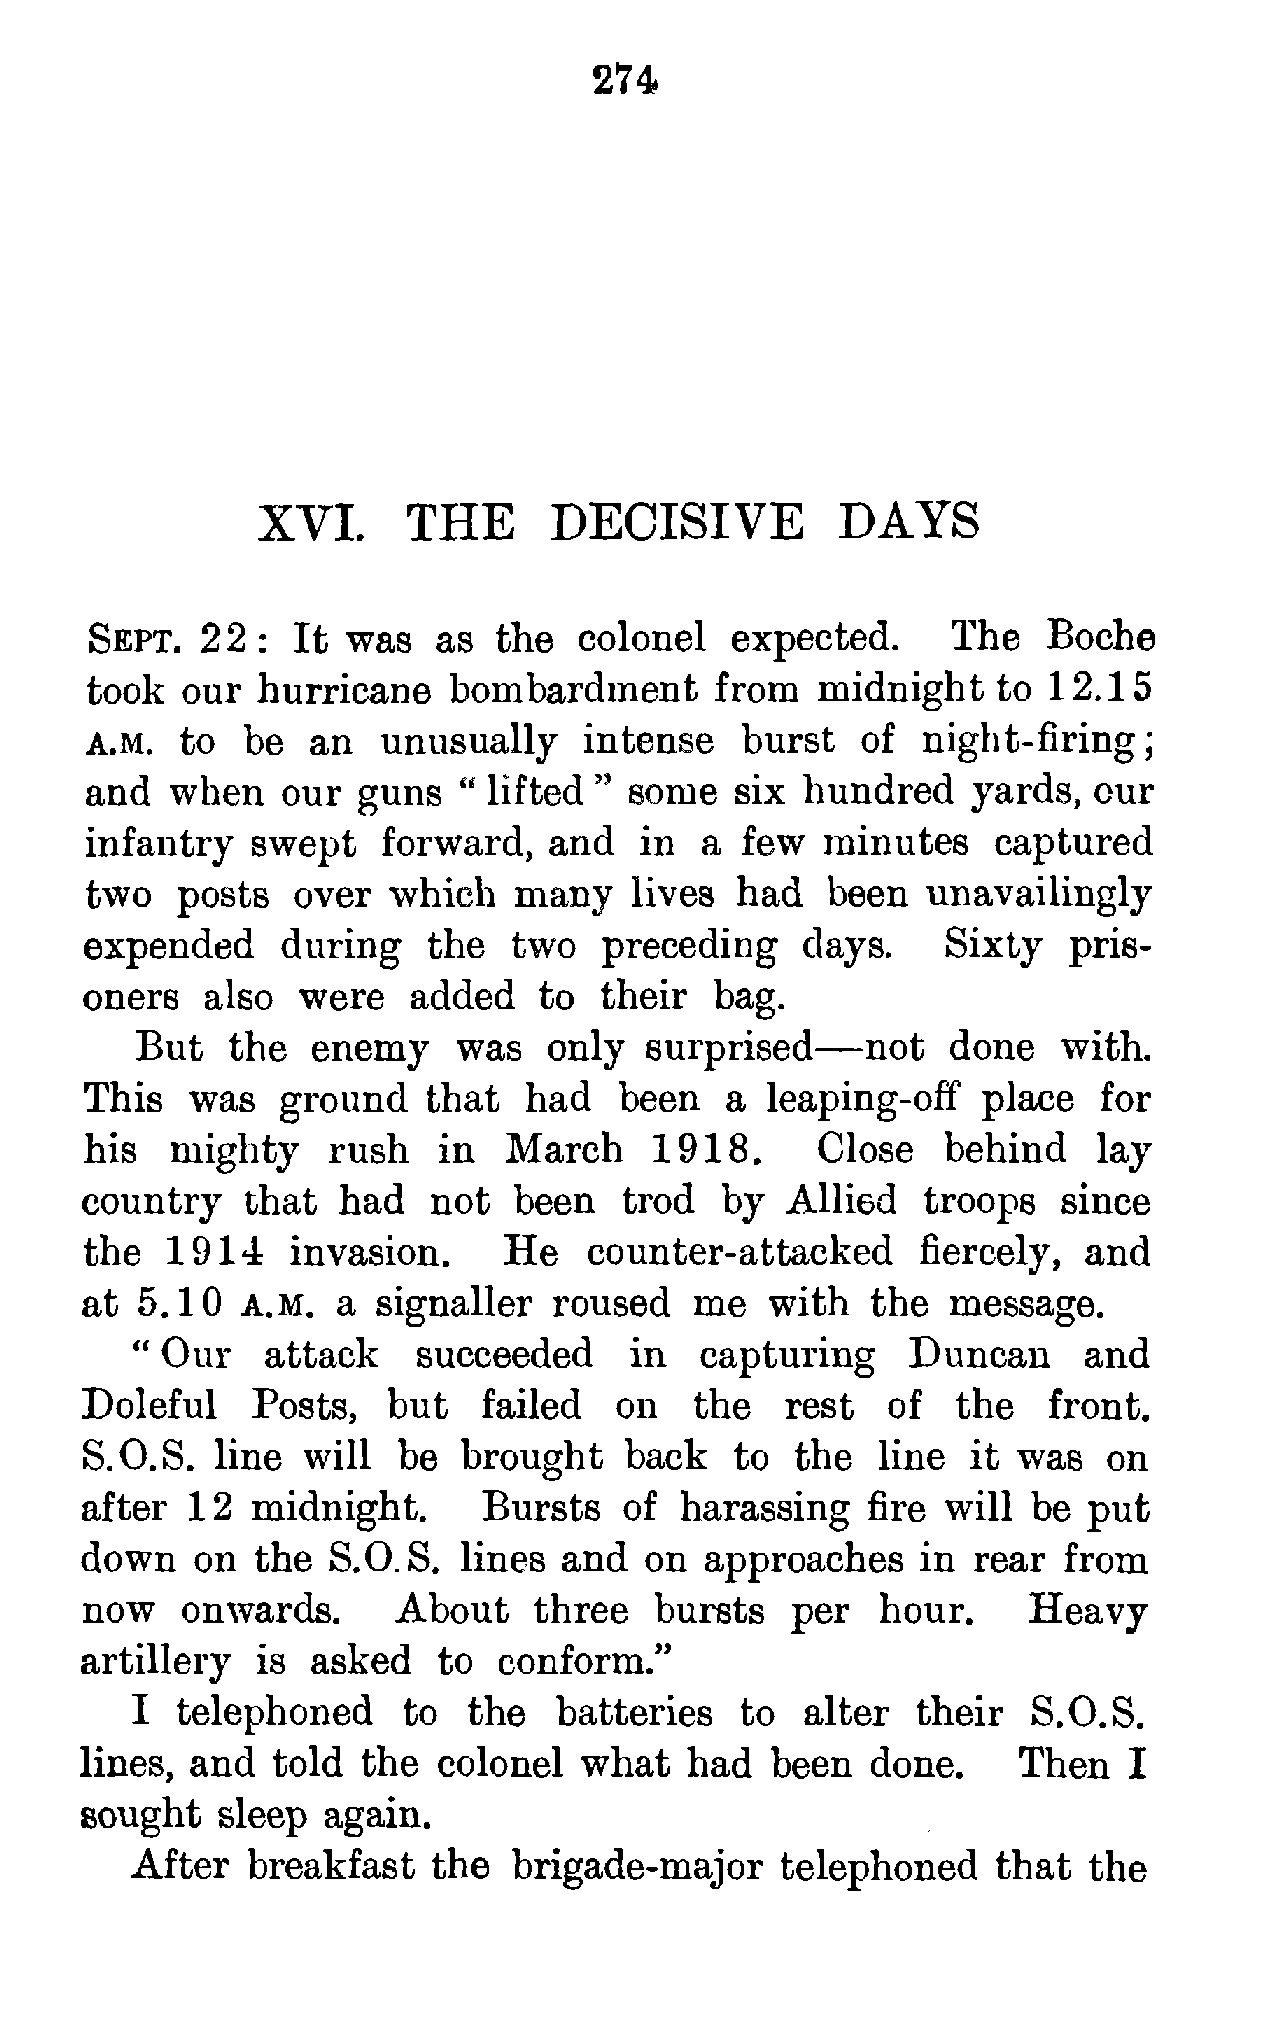 274
XVI. THE DECISIVE DAYS
SEPT. 22: It was as the colonel expected. The Boche
took our hurricane bombardment from midnight to 12.15
A.M. to be an unusually intense burst of night-firing;
and when our guns “lifted” some six hundred yards, our
infantry swept forward, and in a few minutes captured
two posts over which many lives had been unavailingly
expended during the two preceding days. Sixty pris-
oners also were added to their bag.
But the enemy was only surprised—not done with.
This was ground that had been a leaping-off place for
his mighty rush in March 1918. Close behind lay
country that had not been trod by Allied troops since
the 1914 invasion. He counter-attacked fiercely, and
at 5.10 A.M. a signaller roused me with the message.
“Our attack succeeded in capturing Duncan and
Doleful Posts, but failed on the rest of the front.
S.O.S. line will be brought back to the line it was on
after 12 midnight. Bursts of harassing fire will be put
down on the S.O.S. lines and on approaches in rear from
now onwards. About three bursts per hour. Heavy
artillery is asked to conform.”
I telephoned to the batteries to alter their S.O.S.
lines, and told the colonel what had been done. Then I
sought sleep again.
After breakfast the brigade-major telephoned that the